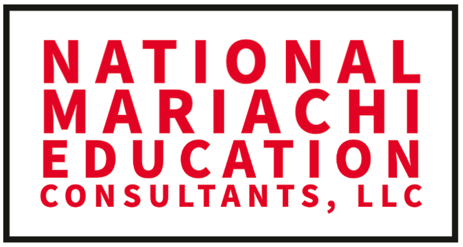 NATIONAL
MARIACHI
EDUCATION
CONSULTANTS, LLC